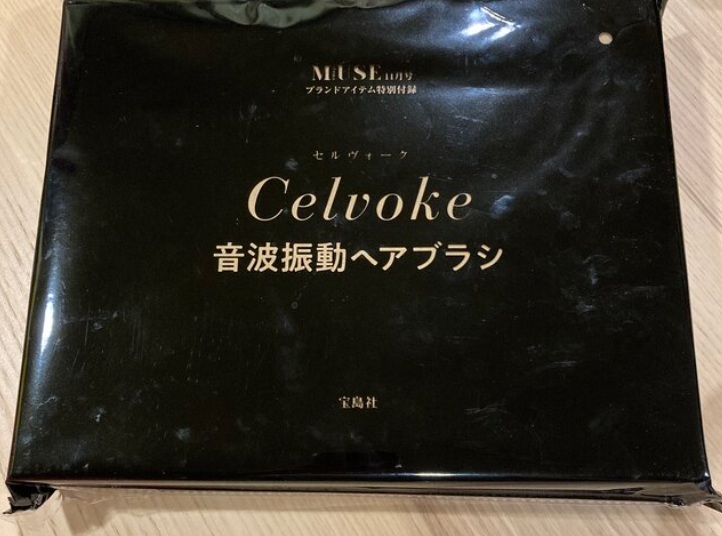 MUSE 11月号
ブランドアイテム特別付録
セルヴォーク
Celvoke
音波振動ヘアブラシ
宝島社